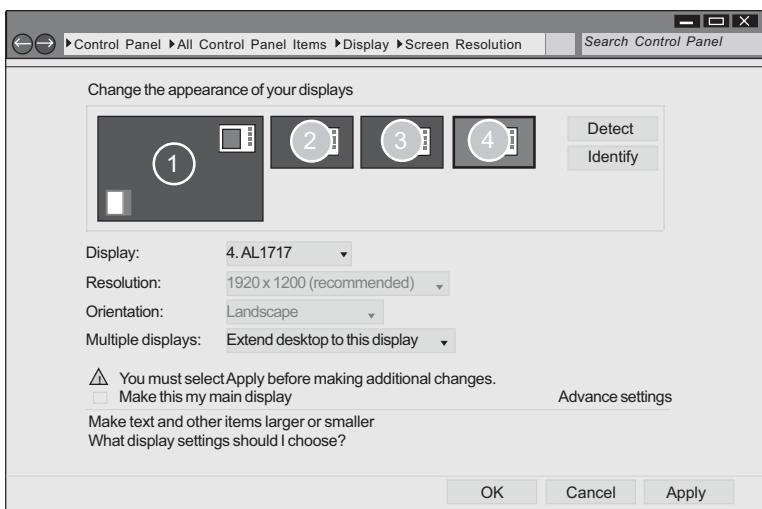 Control Panel All Control Panel Items Display Screen Resolution Search Control Panel
Change the appearance of your displays
1 2 3 4
Detect
Identify
Display: 4. AL1717
Resolution: 1920 x 1200 (recommended)
Orientation: Landscape
Multiple displays: Extend desktop to this display
You must select Apply before making additional changes.
Make this my main display Advance settings
Make text and other items larger or smaller
What display settings should I choose?
OK Cancel Apply